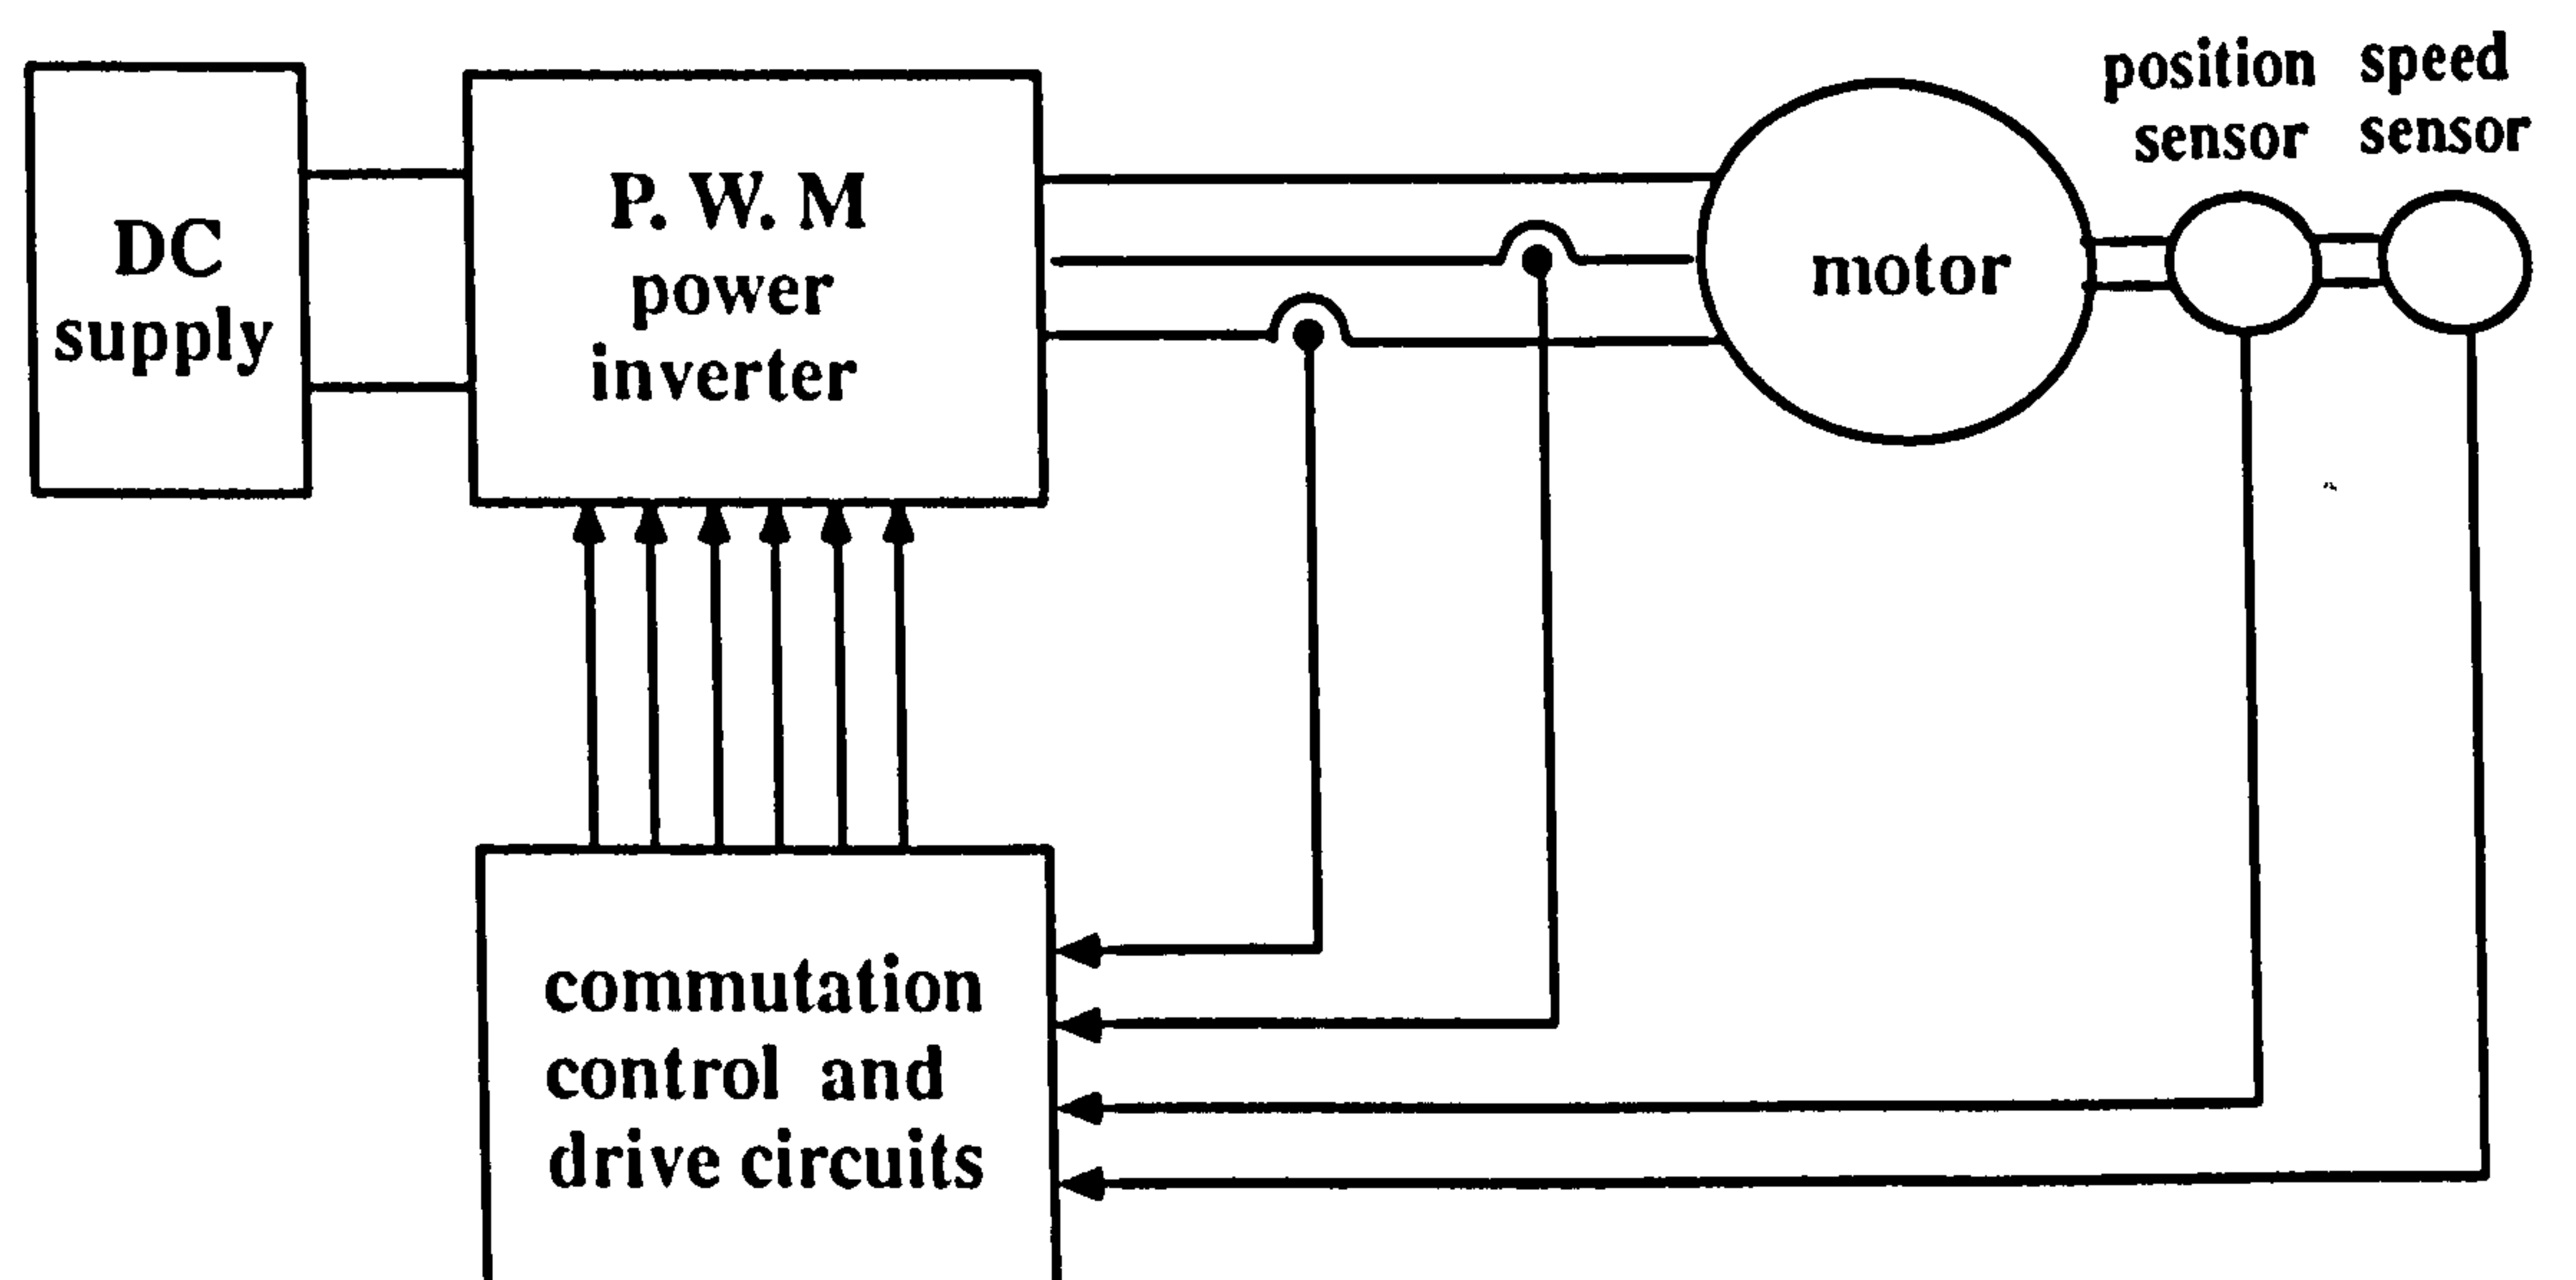 DC
supply
P. W. M
power
inverter
motor
position
sensor
speed
sensor
commutation
control and
drive circuits